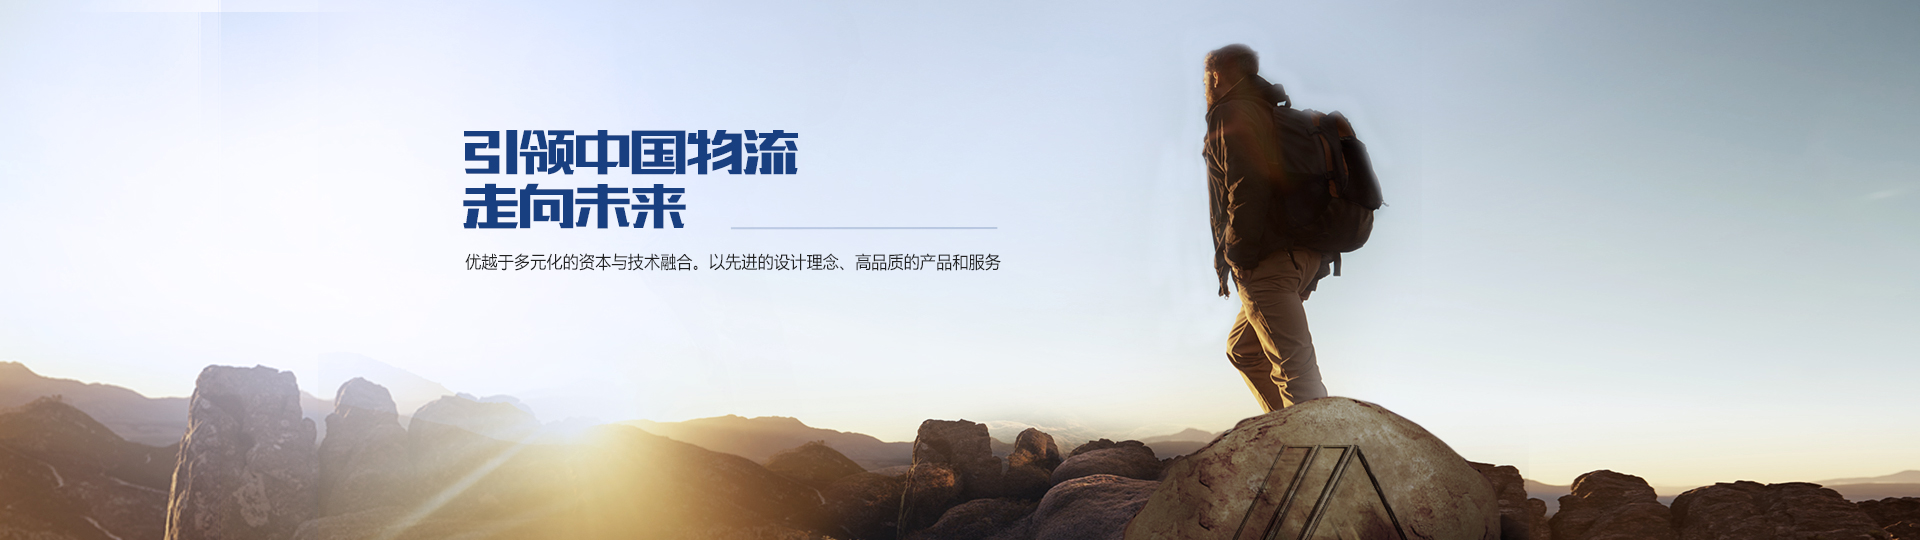 引领中国物流
走向未来
优越于多元化的资本与技术融合。以先进的设计理念、高品质的产品和服务